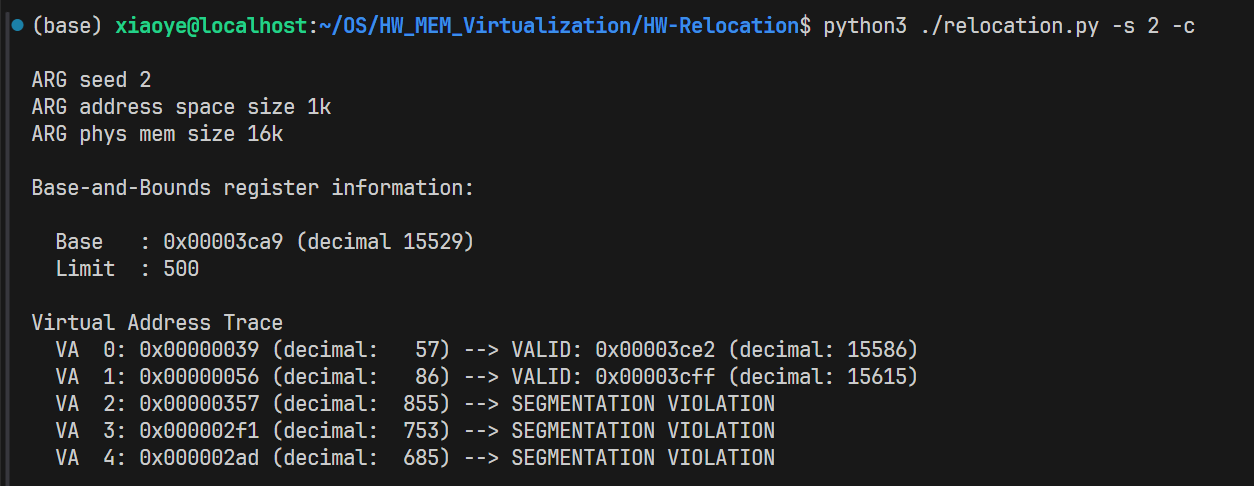 (base) xiaoye@localhost:~/OS/HW_MEM_Virtualization/HW-Relocation$ python3 ./relocation.py -s 2 -c
ARG seed 2
ARG address space size 1k
ARG phys mem size 16k
Base-and-Bounds register information:
  Base   : 0x00003ca9 (decimal 15529)
  Limit  : 500
Virtual Address Trace
  VA  0: 0x00000039 (decimal:   57) --> VALID: 0x00003ce2 (decimal: 15586)
  VA  1: 0x00000056 (decimal:   86) --> VALID: 0x00003cff (decimal: 15615)
  VA  2: 0x00000357 (decimal:  855) --> SEGMENTATION VIOLATION
  VA  3: 0x000002f1 (decimal:  753) --> SEGMENTATION VIOLATION
  VA  4: 0x000002ad (decimal:  685) --> SEGMENTATION VIOLATION